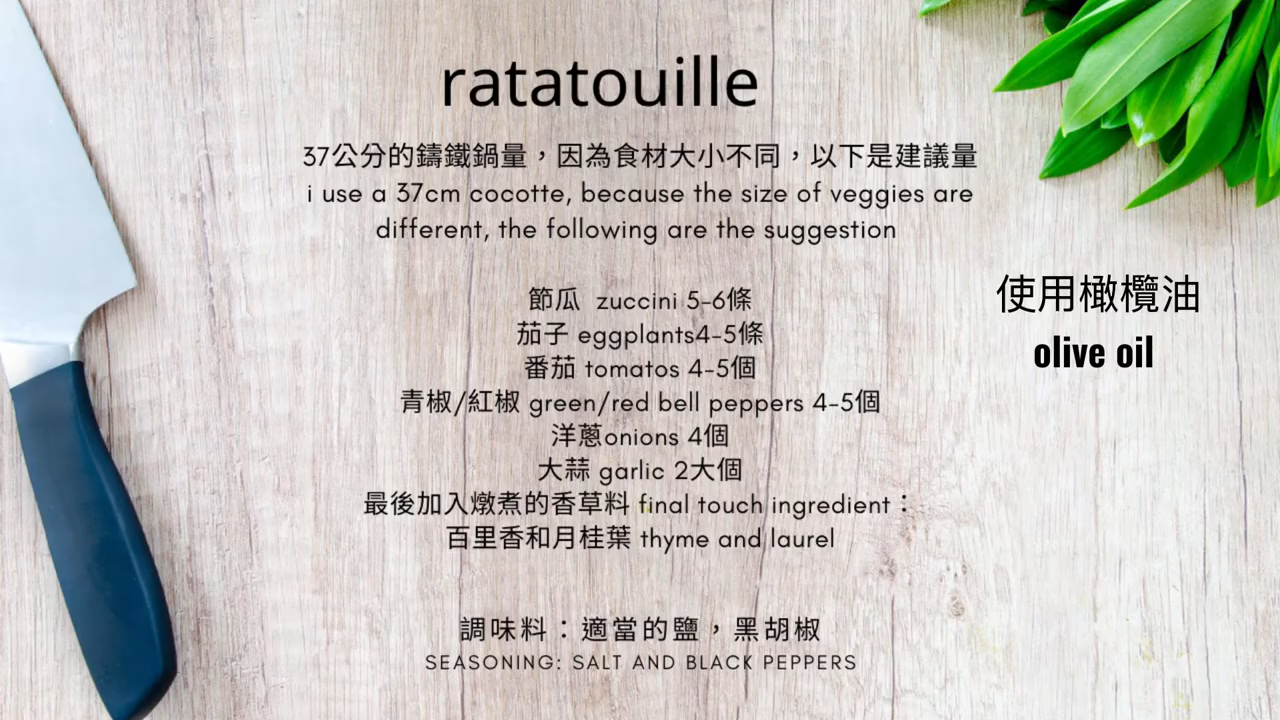 ratatouille
37公分的鑄鐵鍋量，因為食材大小不同，以下是建議量
i use a 37cm cocotte, because the size of veggies are
different, the following are the suggestion
節瓜 zuccini 5-6條
茄子 eggplants4-5條
番茄 tomatos 4-5個
青椒/紅椒 green/red bell peppers 4-5個
洋蔥onions 4個
大蒜 garlic 2大個
最後加入燉煮的香草料 final touch ingredient：
百里香和月桂葉 thyme and laurel
調味料：適當的鹽，黑胡椒
SEASONING: SALT AND BLACK PEPPERS
使用橄欖油
olive oil